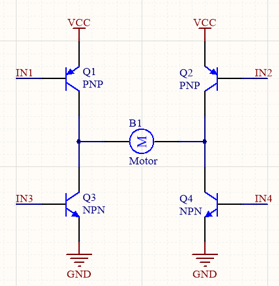 VCC VCC
IN1 Q1 Q2 IN2
PNP PNP
B1
M
Motor
IN3 Q3 Q4 IN4
NPN NPN
GND GND